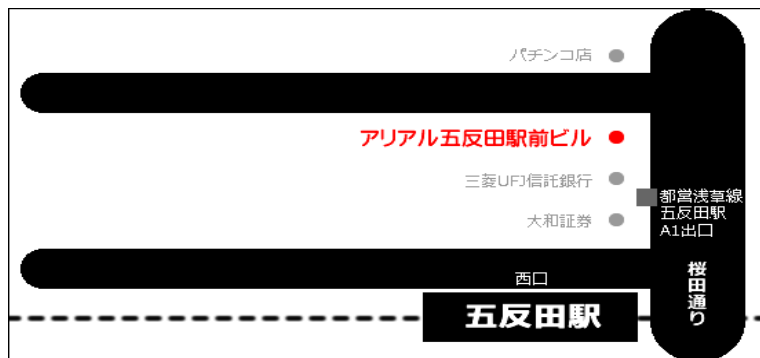 パチンコ店
アリアル五反田駅前ビル
三菱UFJ信託銀行
大和証券
都営浅草線
五反田駅
A1出口
西口
五反田駅
桜田通り